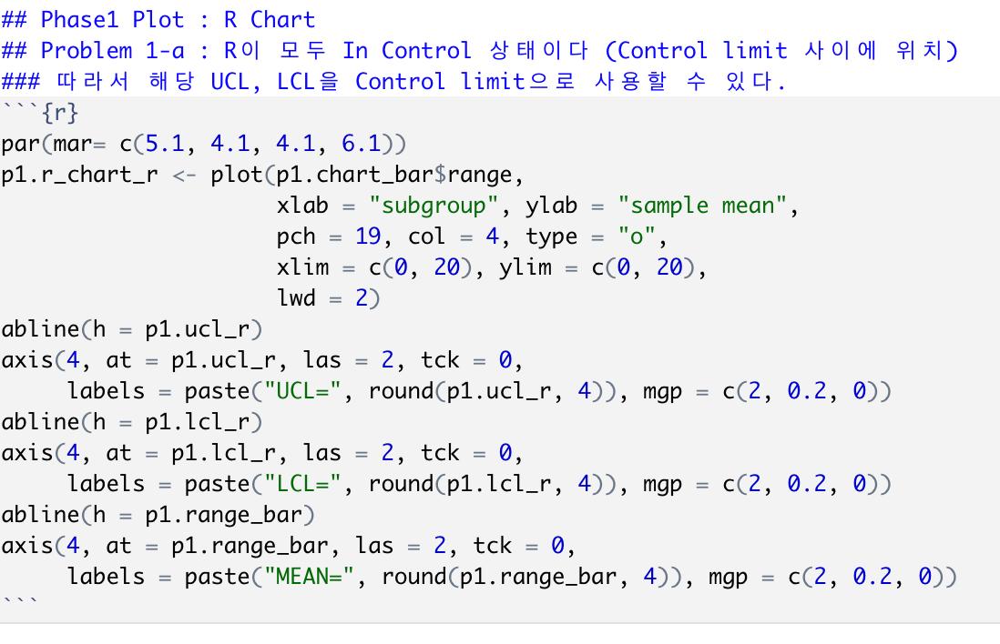 ## Phase1 Plot : R Chart
## Problem 1-a : R이 모두 In Control 상태이다 (Control limit 사이에 위치)
### 따라서 해당 UCL, LCL을 Control limit으로 사용할 수 있다.
```{r}
par(mar= c(5.1, 4.1, 4.1, 6.1))
p1.r_chart_r <- plot(p1.chart_bar$range,
                     xlab = "subgroup", ylab = "sample mean",
                     pch = 19, col = 4, type = "o",
                     xlim = c(0, 20), ylim = c(0, 20),
                     lwd = 2)
abline(h = p1.ucl_r)
axis(4, at = p1.ucl_r, las = 2, tck = 0,
     labels = paste("UCL=", round(p1.ucl_r, 4)), mgp = c(2, 0.2, 0))
abline(h = p1.lcl_r)
axis(4, at = p1.lcl_r, las = 2, tck = 0,
     labels = paste("LCL=", round(p1.lcl_r, 4)), mgp = c(2, 0.2, 0))
abline(h = p1.range_bar)
axis(4, at = p1.range_bar, las = 2, tck = 0,
     labels = paste("MEAN=", round(p1.range_bar, 4)), mgp = c(2, 0.2, 0))
```